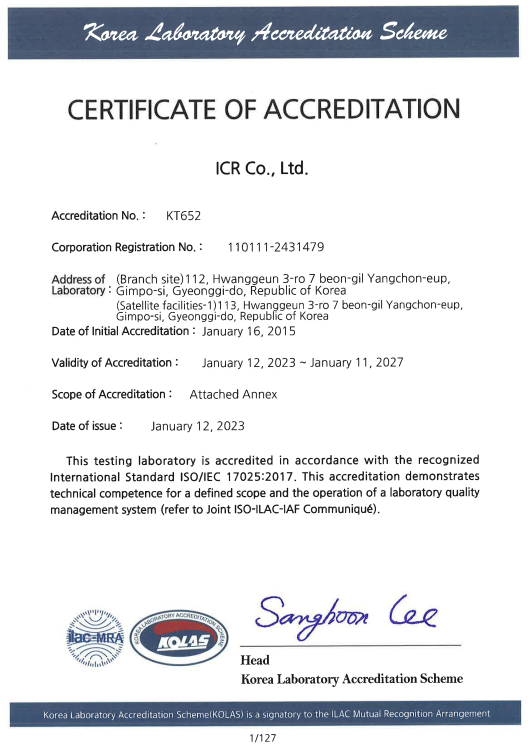 Korea Laboratory Accreditation Scheme
CERTIFICATE OF ACCREDITATION
ICR Co., Ltd.
Accreditation No. : KT652
Corporation Registration No. : 110111-2431479
Address of Laboratory : (Branch site)112, Hwanggeun 3-ro 7 beon-gil Yangchon-eup,
Gimpo-si, Gyeonggi-do, Republic of Korea
(Satellite facilities-1)113, Hwanggeun 3-ro 7 beon-gil Yangchon-eup,
Gimpo-si, Gyeonggi-do, Republic of Korea
Date of Initial Accreditation : January 16, 2015
Validity of Accreditation : January 12, 2023 ~ January 11, 2027
Scope of Accreditation : Attached Annex
Date of issue : January 12, 2023
This testing laboratory is accredited in accordance with the recognized
International Standard ISO/IEC 17025:2017. This accreditation demonstrates
technical competence for a defined scope and the operation of a laboratory quality
management system (refer to Joint ISO-ILAC-IAF Communiqué).
ilac-MRA
KOREA LABORATORY ACCREDITATION SCHEME
KOLAS
Sanghoon Lee
Head
Korea Laboratory Accreditation Scheme
Korea Laboratory Accreditation Scheme(KOLAS) is a signatory to the ILAC Mutual Recognition Arrangement
1/127